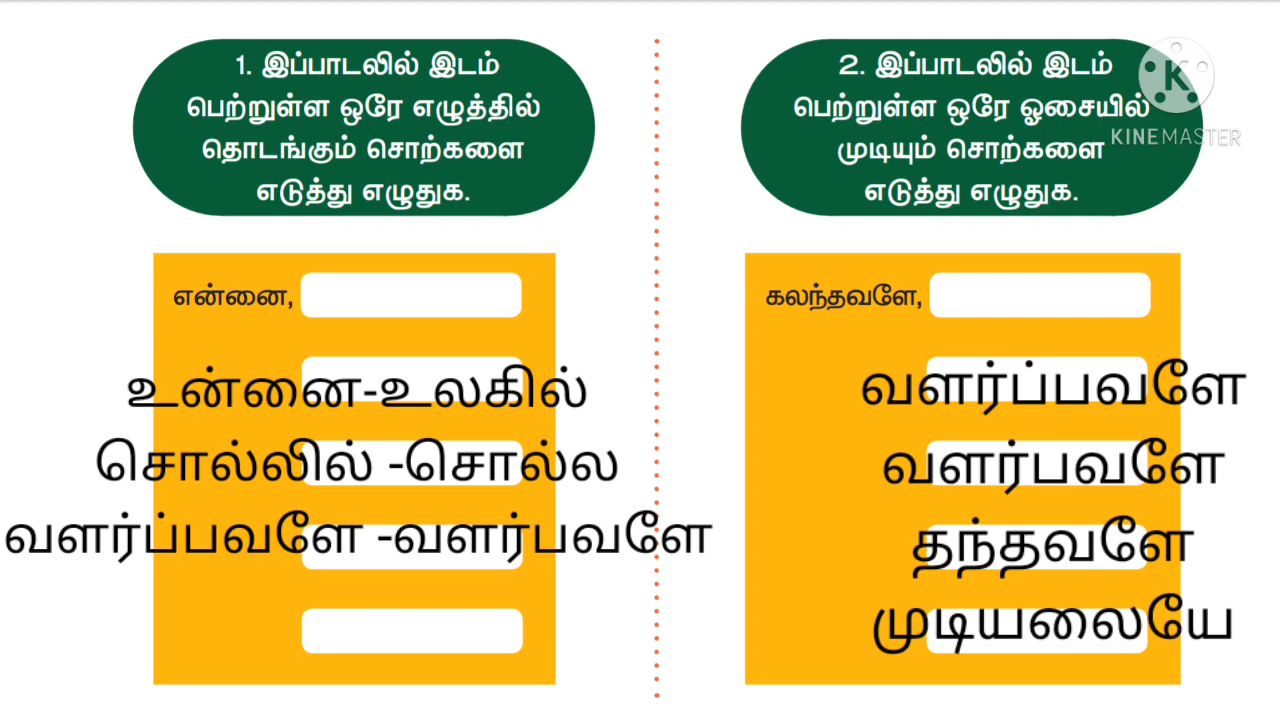 1. இப்பாடலில் இடம்
பெற்றுள்ள ஒரே எழுத்தில்
தொடங்கும் சொற்களை
எடுத்து எழுதுக.
என்னை,
உன்னை-உலகில்
சொல்லில் -சொல்ல
வளர்ப்பவளே -வளர்பவளே
2. இப்பாடலில் இடம்
பெற்றுள்ள ஒரே ஓசையில்
முடியும் சொற்களை
எடுத்து எழுதுக.
கலந்தவளே,
வளர்ப்பவளே
வளர்பவளே
தந்தவளே
முடியலையே
K
KINEMASTER